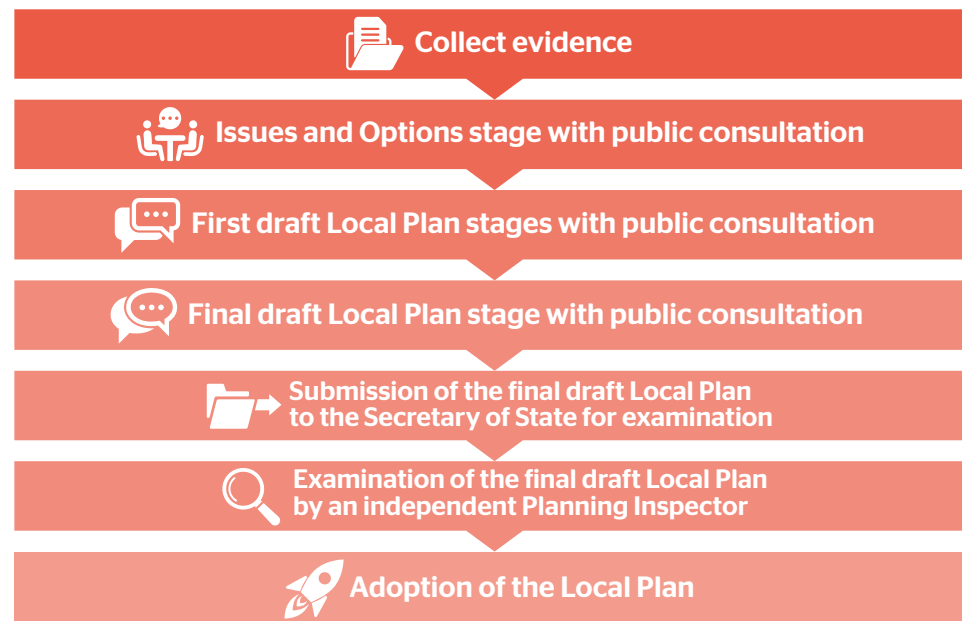 Collect evidence
Issues and Options stage with public consultation
First draft Local Plan stages with public consultation
Final draft Local Plan stage with public consultation
Submission of the final draft Local Plan
to the Secretary of State for examination
Examination of the final draft Local Plan
by an independent Planning Inspector
Adoption of the Local Plan